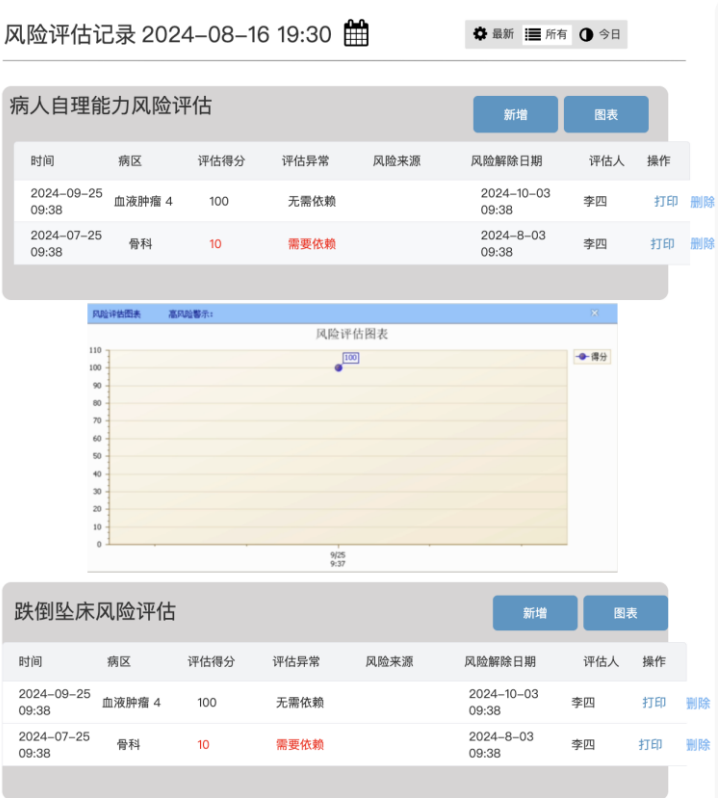 风险评估记录 2024-08-16 19:30
最新 所有 今日
病人自理能力风险评估
新增 图表
时间 病区 评估得分 评估异常 风险来源 风险解除日期 评估人 操作
2024-09-25 09:38 血液肿瘤 4 100 无需依赖 2024-10-03 09:38 李四 打印 删除
2024-07-25 09:38 骨科 10 需要依赖 2024-8-03 09:38 李四 打印 删除
风险评估图表 高风险警示:
风险评估图表
110
100
90
80
70
60
50
40
30
20
10
0
100
得分
9/25
9:37
跌倒坠床风险评估
新增 图表
时间 病区 评估得分 评估异常 风险来源 风险解除日期 评估人 操作
2024-09-25 09:38 血液肿瘤 4 100 无需依赖 2024-10-03 09:38 李四 打印 删除
2024-07-25 09:38 骨科 10 需要依赖 2024-8-03 09:38 李四 打印 删除